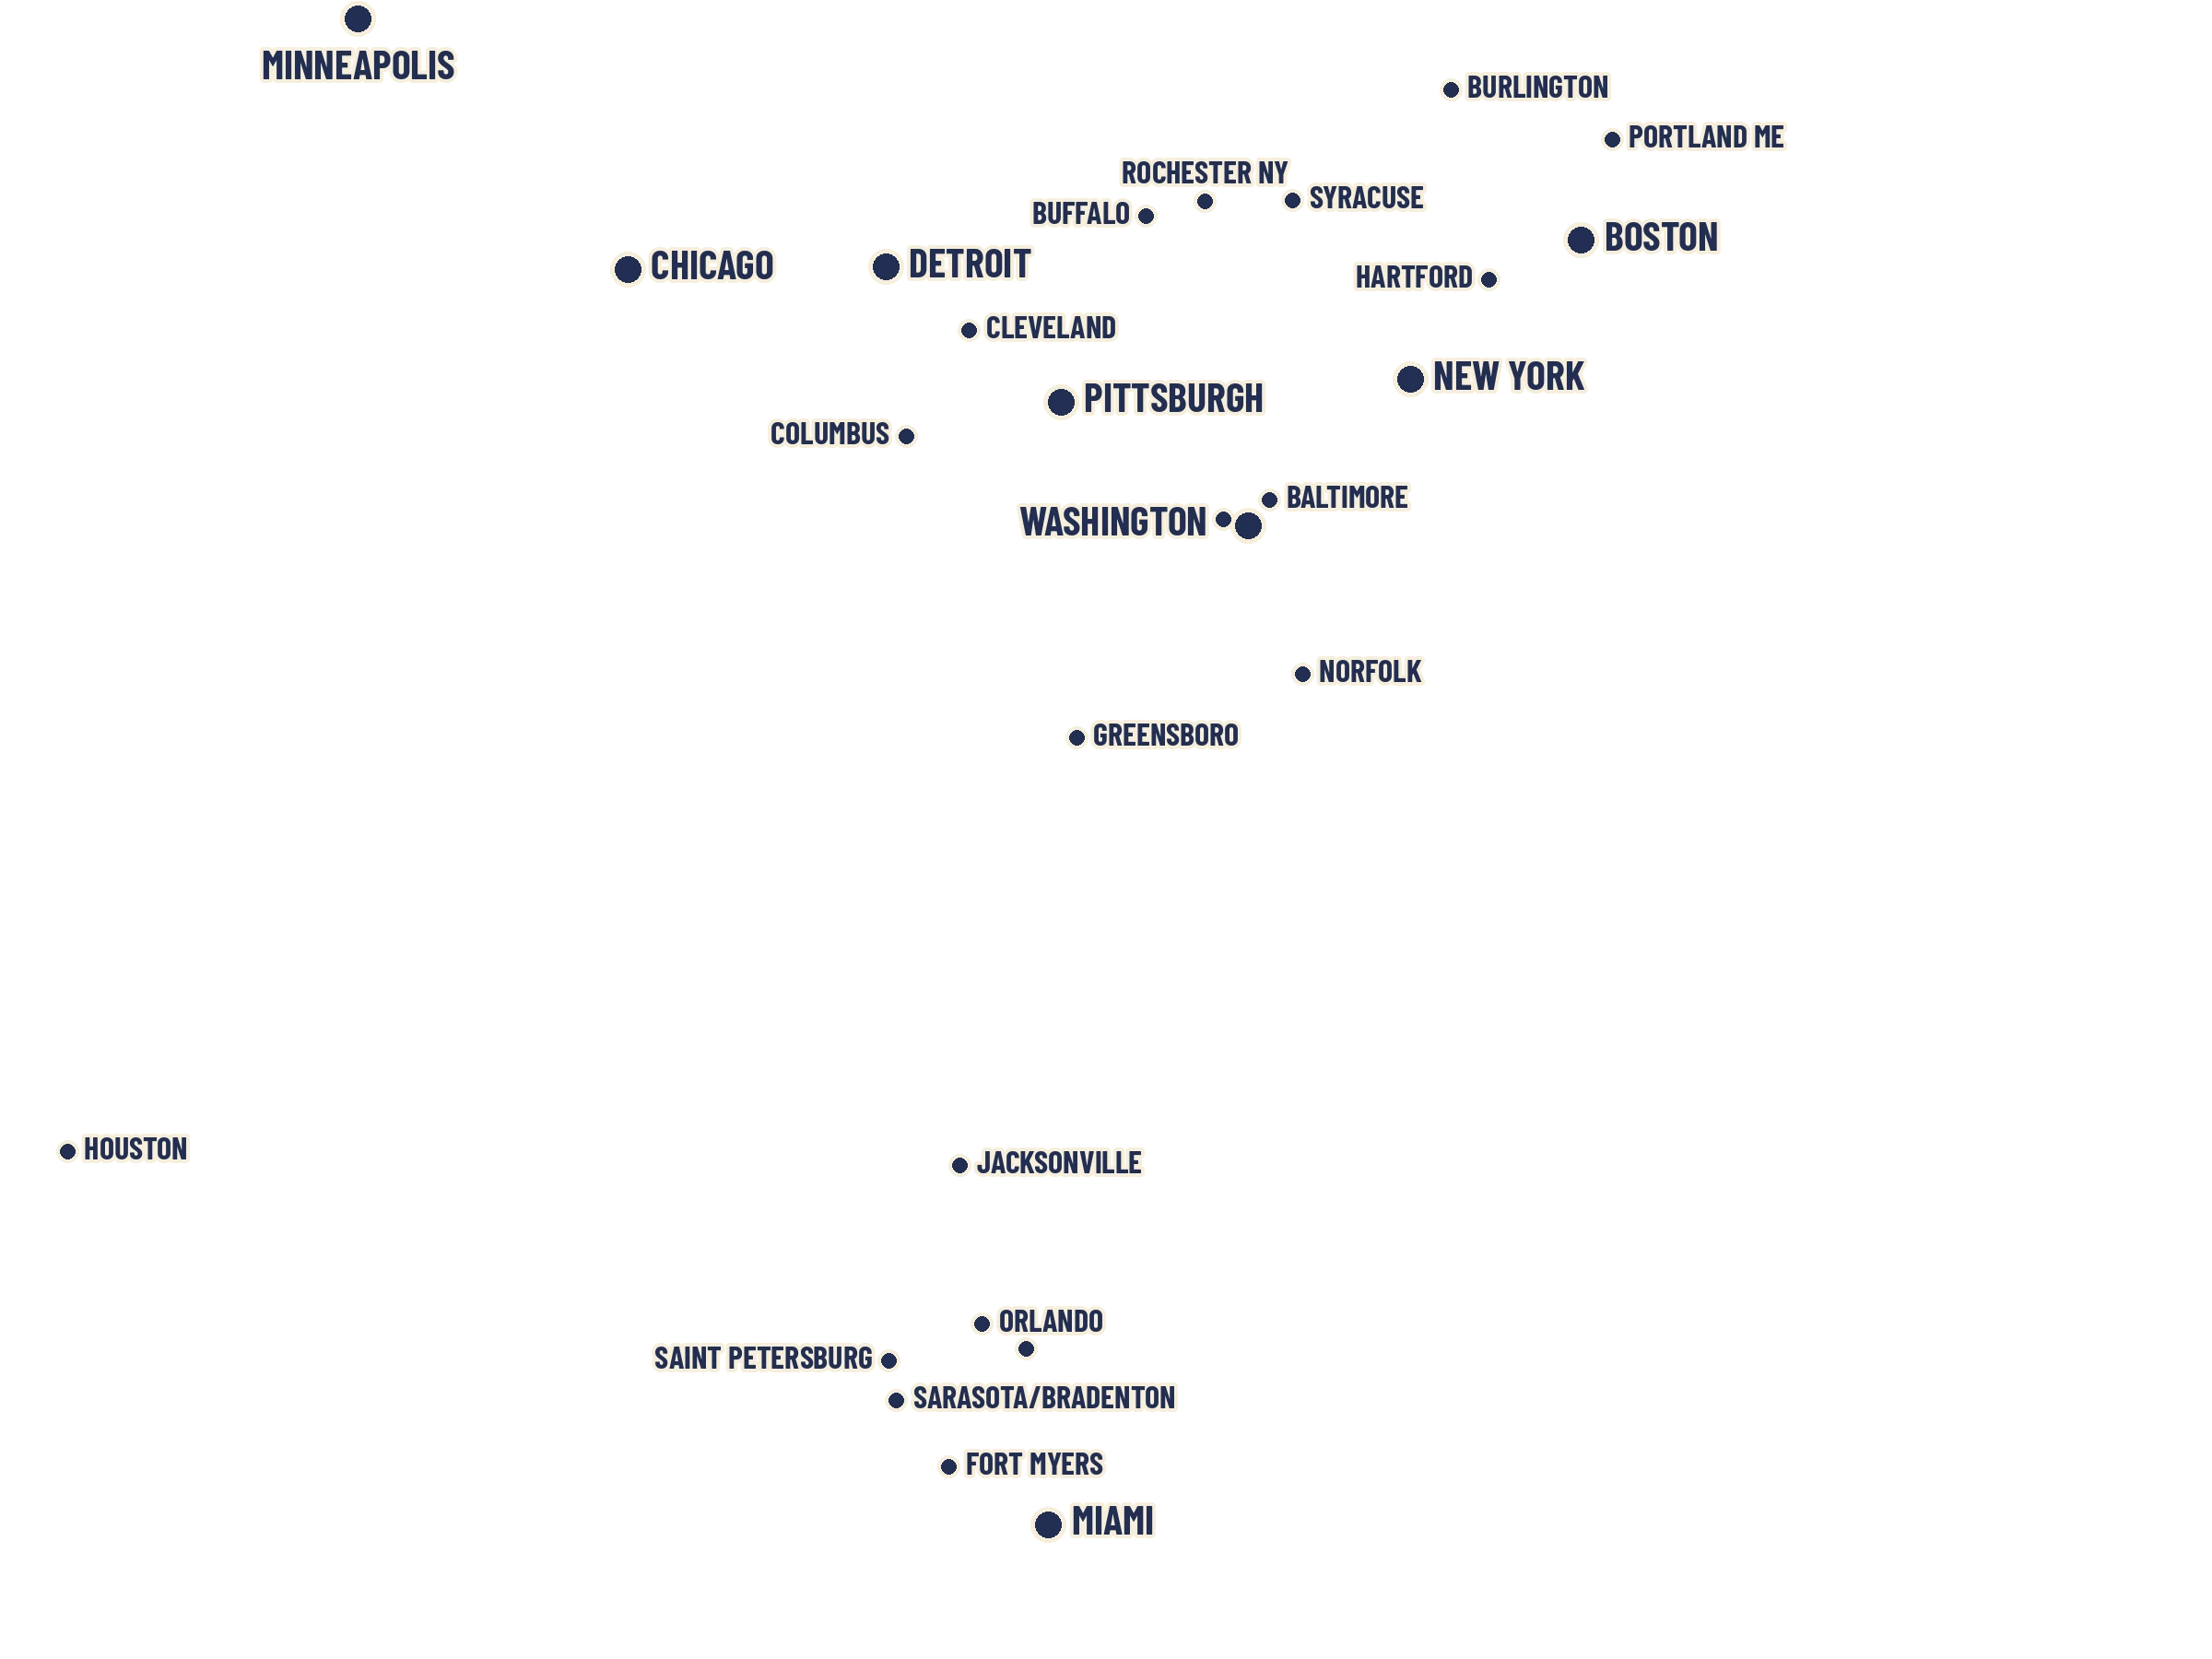 MINNEAPOLIS
BURLINGTON
PORTLAND ME
ROCHESTER NY
SYRACUSE
BUFFALO
BOSTON
CHICAGO
DETROIT
HARTFORD
CLEVELAND
NEW YORK
PITTSBURGH
COLUMBUS
BALTIMORE
WASHINGTON
NORFOLK
GREENSBORO
HOUSTON
JACKSONVILLE
ORLANDO
SAINT PETERSBURG
SARASOTA/BRADENTON
FORT MYERS
MIAMI